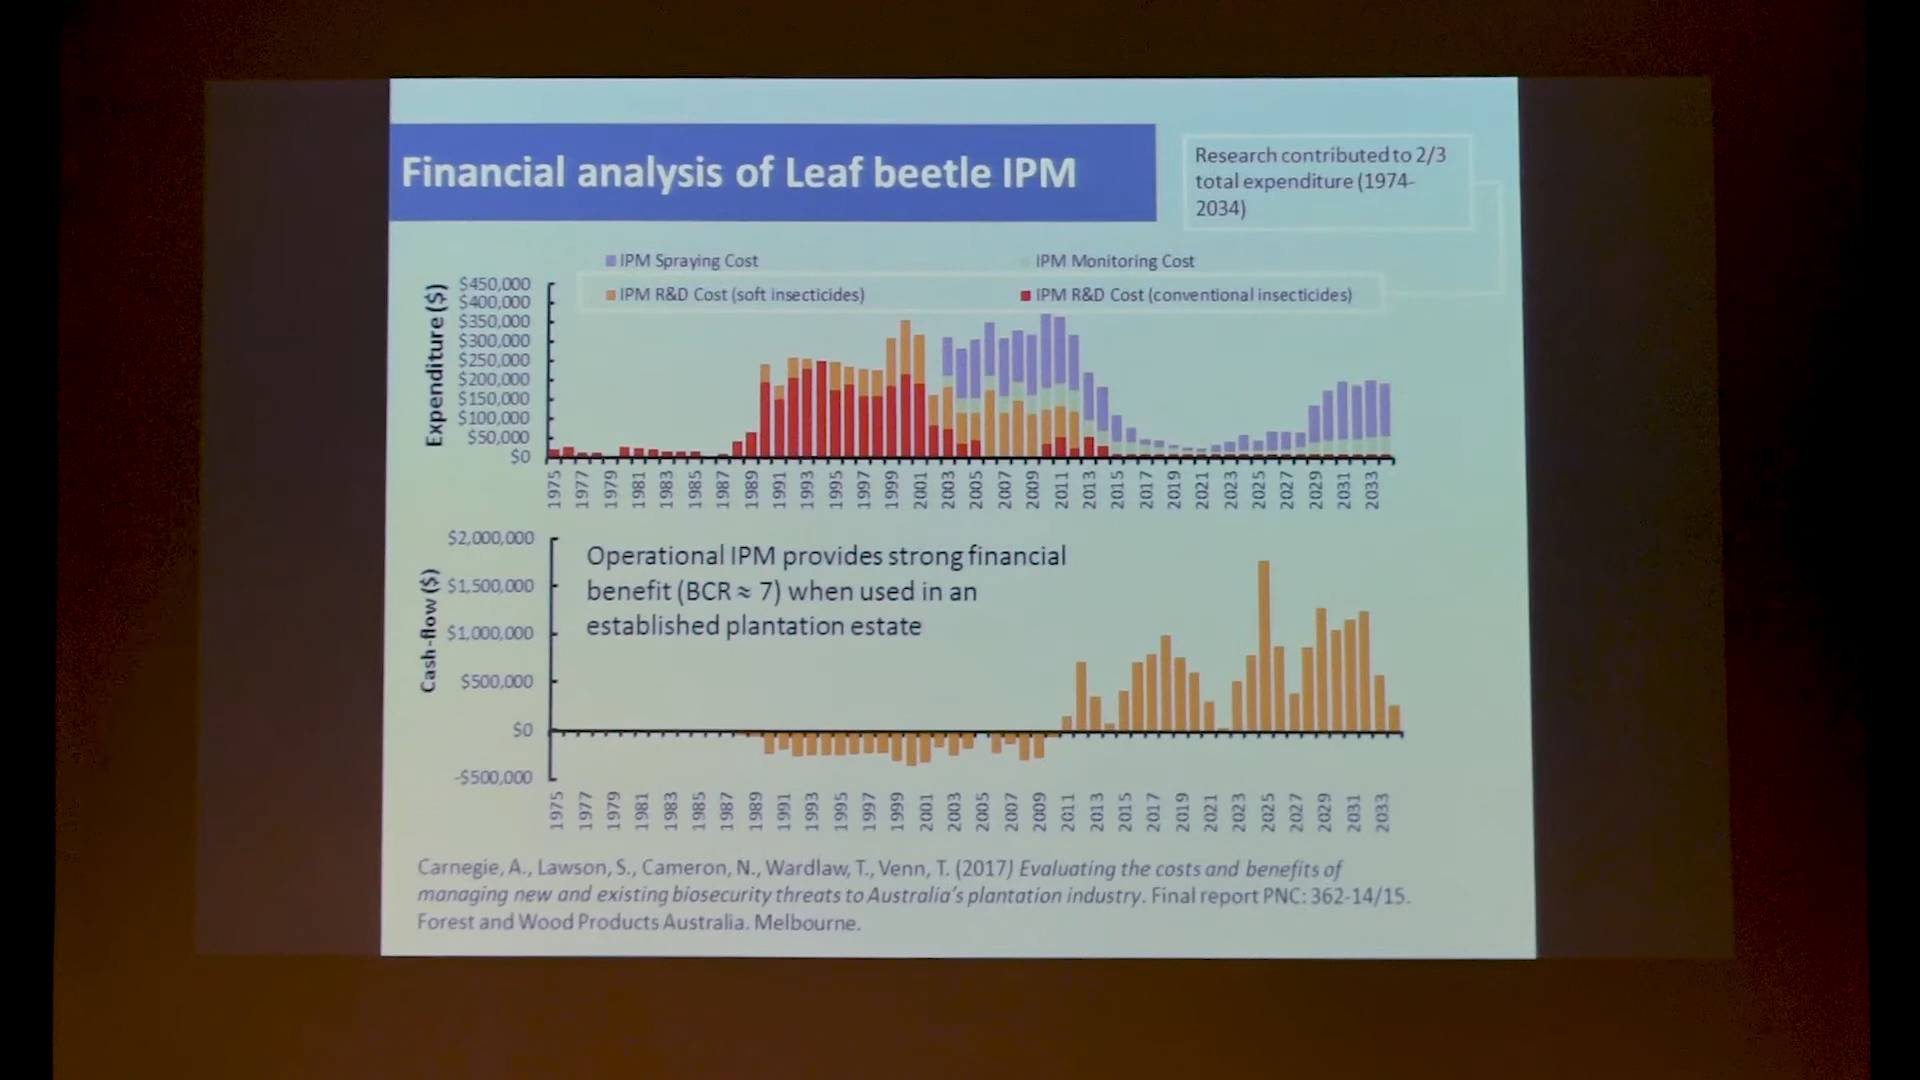 Financial analysis of Leaf beetle IPM
Research contributed to 2/3
total expenditure (1974-
2034)
IPM Spraying Cost
IPM Monitoring Cost
IPM R&D Cost (soft insecticides)
IPM R&D Cost (conventional insecticides)
Expenditure ($)
$450,000
$400,000
$350,000
$300,000
$250,000
$200,000
$150,000
$100,000
$50,000
$0
1975 1977 1979 1981 1983 1985 1987 1989 1991 1993 1995 1997 1999 2001 2003 2005 2007 2009 2011 2013 2015 2017 2019 2021 2023 2025 2027 2029 2031 2033
Operational IPM provides strong financial
benefit (BCR ≈ 7) when used in an
established plantation estate
Cash-flow ($)
$2,000,000
$1,500,000
$1,000,000
$500,000
$0
-$500,000
1975 1977 1979 1981 1983 1985 1987 1989 1991 1993 1995 1997 1999 2001 2003 2005 2007 2009 2011 2013 2015 2017 2019 2021 2023 2025 2027 2029 2031 2033
Carnegie, A., Lawson, S., Cameron, N., Wardlaw, T., Venn, T. (2017) Evaluating the costs and benefits of
managing new and existing biosecurity threats to Australia's plantation industry. Final report PNC: 362-14/15.
Forest and Wood Products Australia. Melbourne.